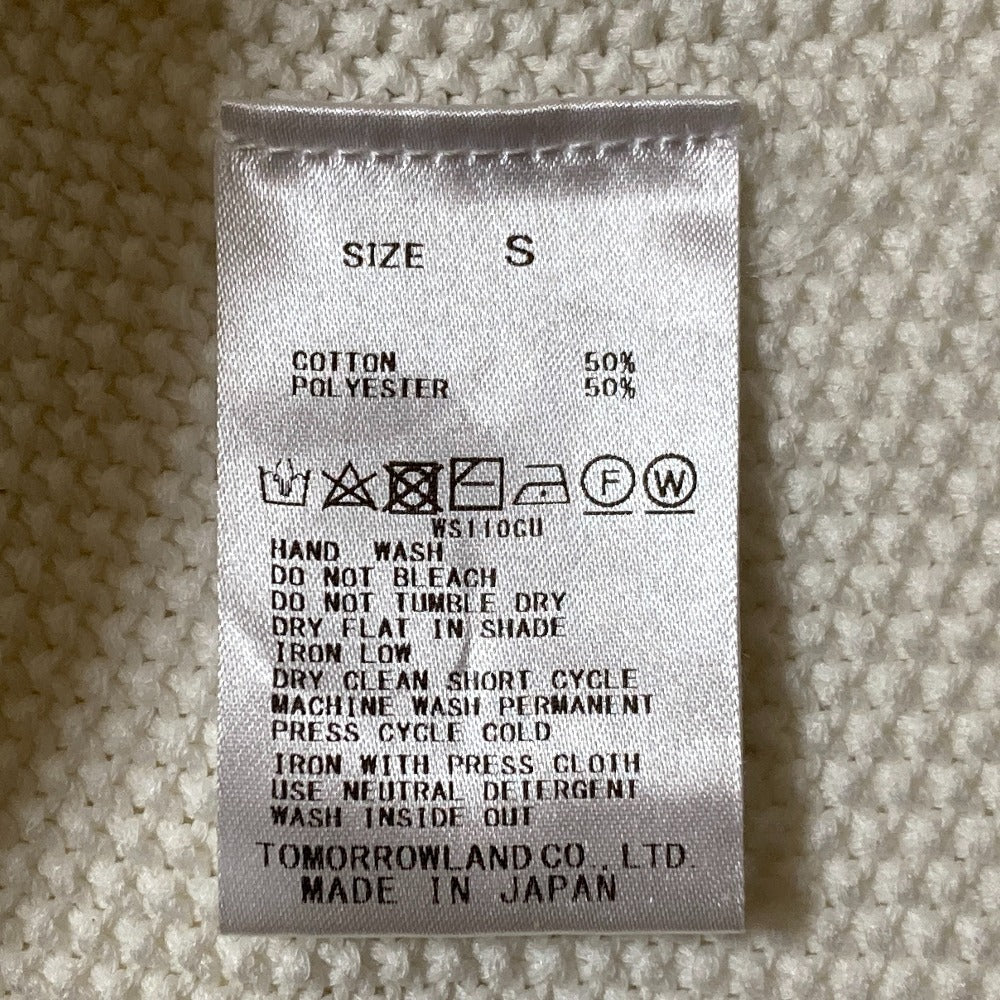 SIZE S
COTTON 50%
POLYESTER 50%
F W
WS110GU
HAND WASH
DO NOT BLEACH
DO NOT TUMBLE DRY
DRY FLAT IN SHADE
IRON LOW
DRY CLEAN SHORT CYCLE
MACHINE WASH PERMANENT
PRESS CYCLE COLD
IRON WITH PRESS CLOTH
USE NEUTRAL DETERGENT
WASH INSIDE OUT
TOMORROWLAND CO., LTD.
MADE IN JAPAN